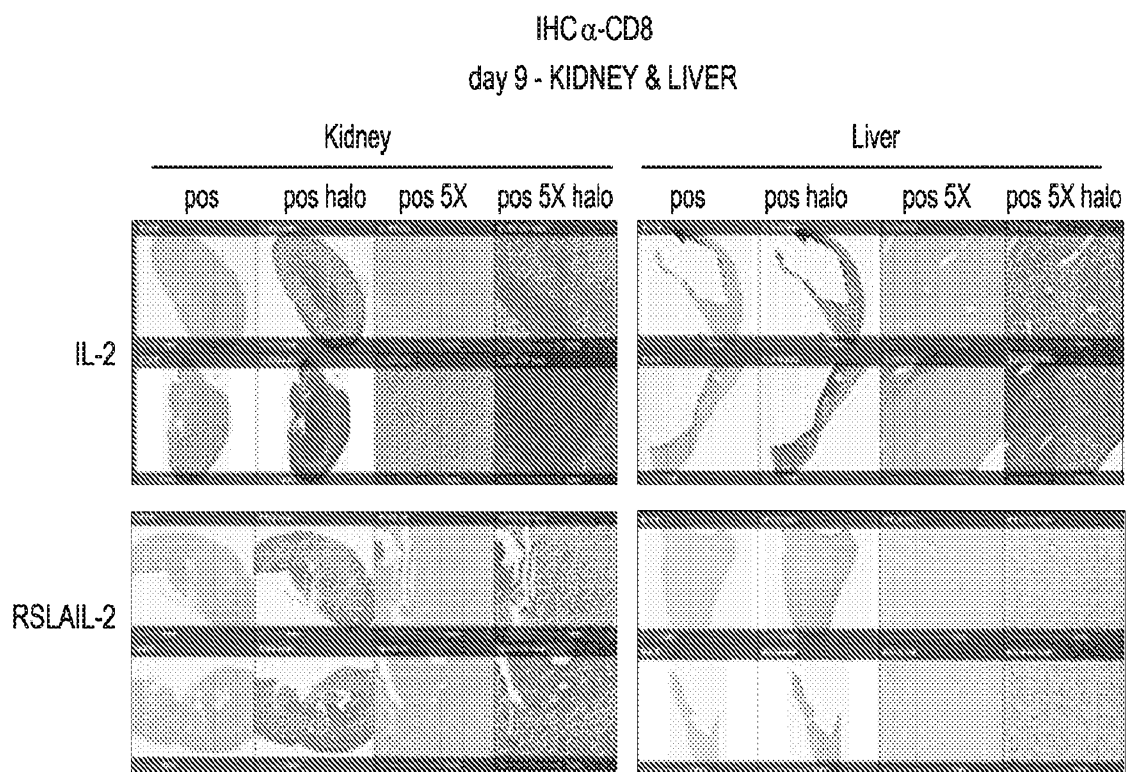 IHC α-CD8
day 9 - KIDNEY & LIVER
Kidney
Liver
pos pos halo pos 5X pos 5X halo
pos pos halo pos 5X pos 5X halo
IL-2
RSLAIL-2